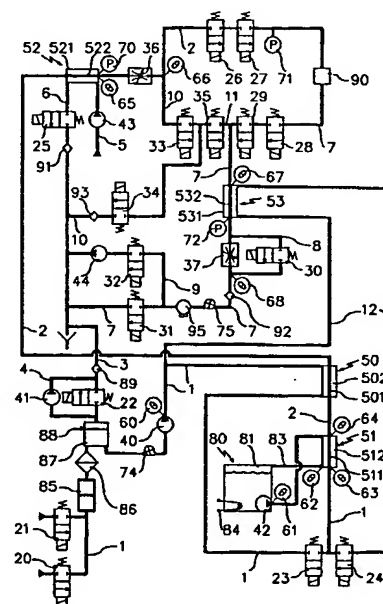 521 522 70 36 2
52 P
6 66 26 27 P 71 90
65 10 35 11 29
43
25 5 33 28 7
91 34 67
93 7
532
10 531 53
72 P 8
44 37
32 30
9 68
2 7 31 95 75 7 92 12
3
4 89 1 50
41 22 502
60 501
88 2 64
87 40 80 81 83 51
74 512
85 86 511
84 42 61 62 63
21 1
20 1
1 23 24